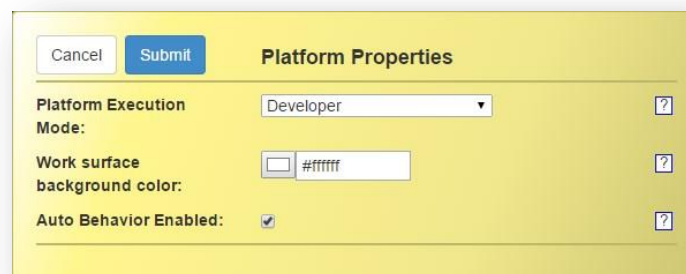 Cancel Submit Platform Properties
Platform Execution Developer ?
Mode:
Work surface #ffffff ?
background color:
Auto Behavior Enabled: ?